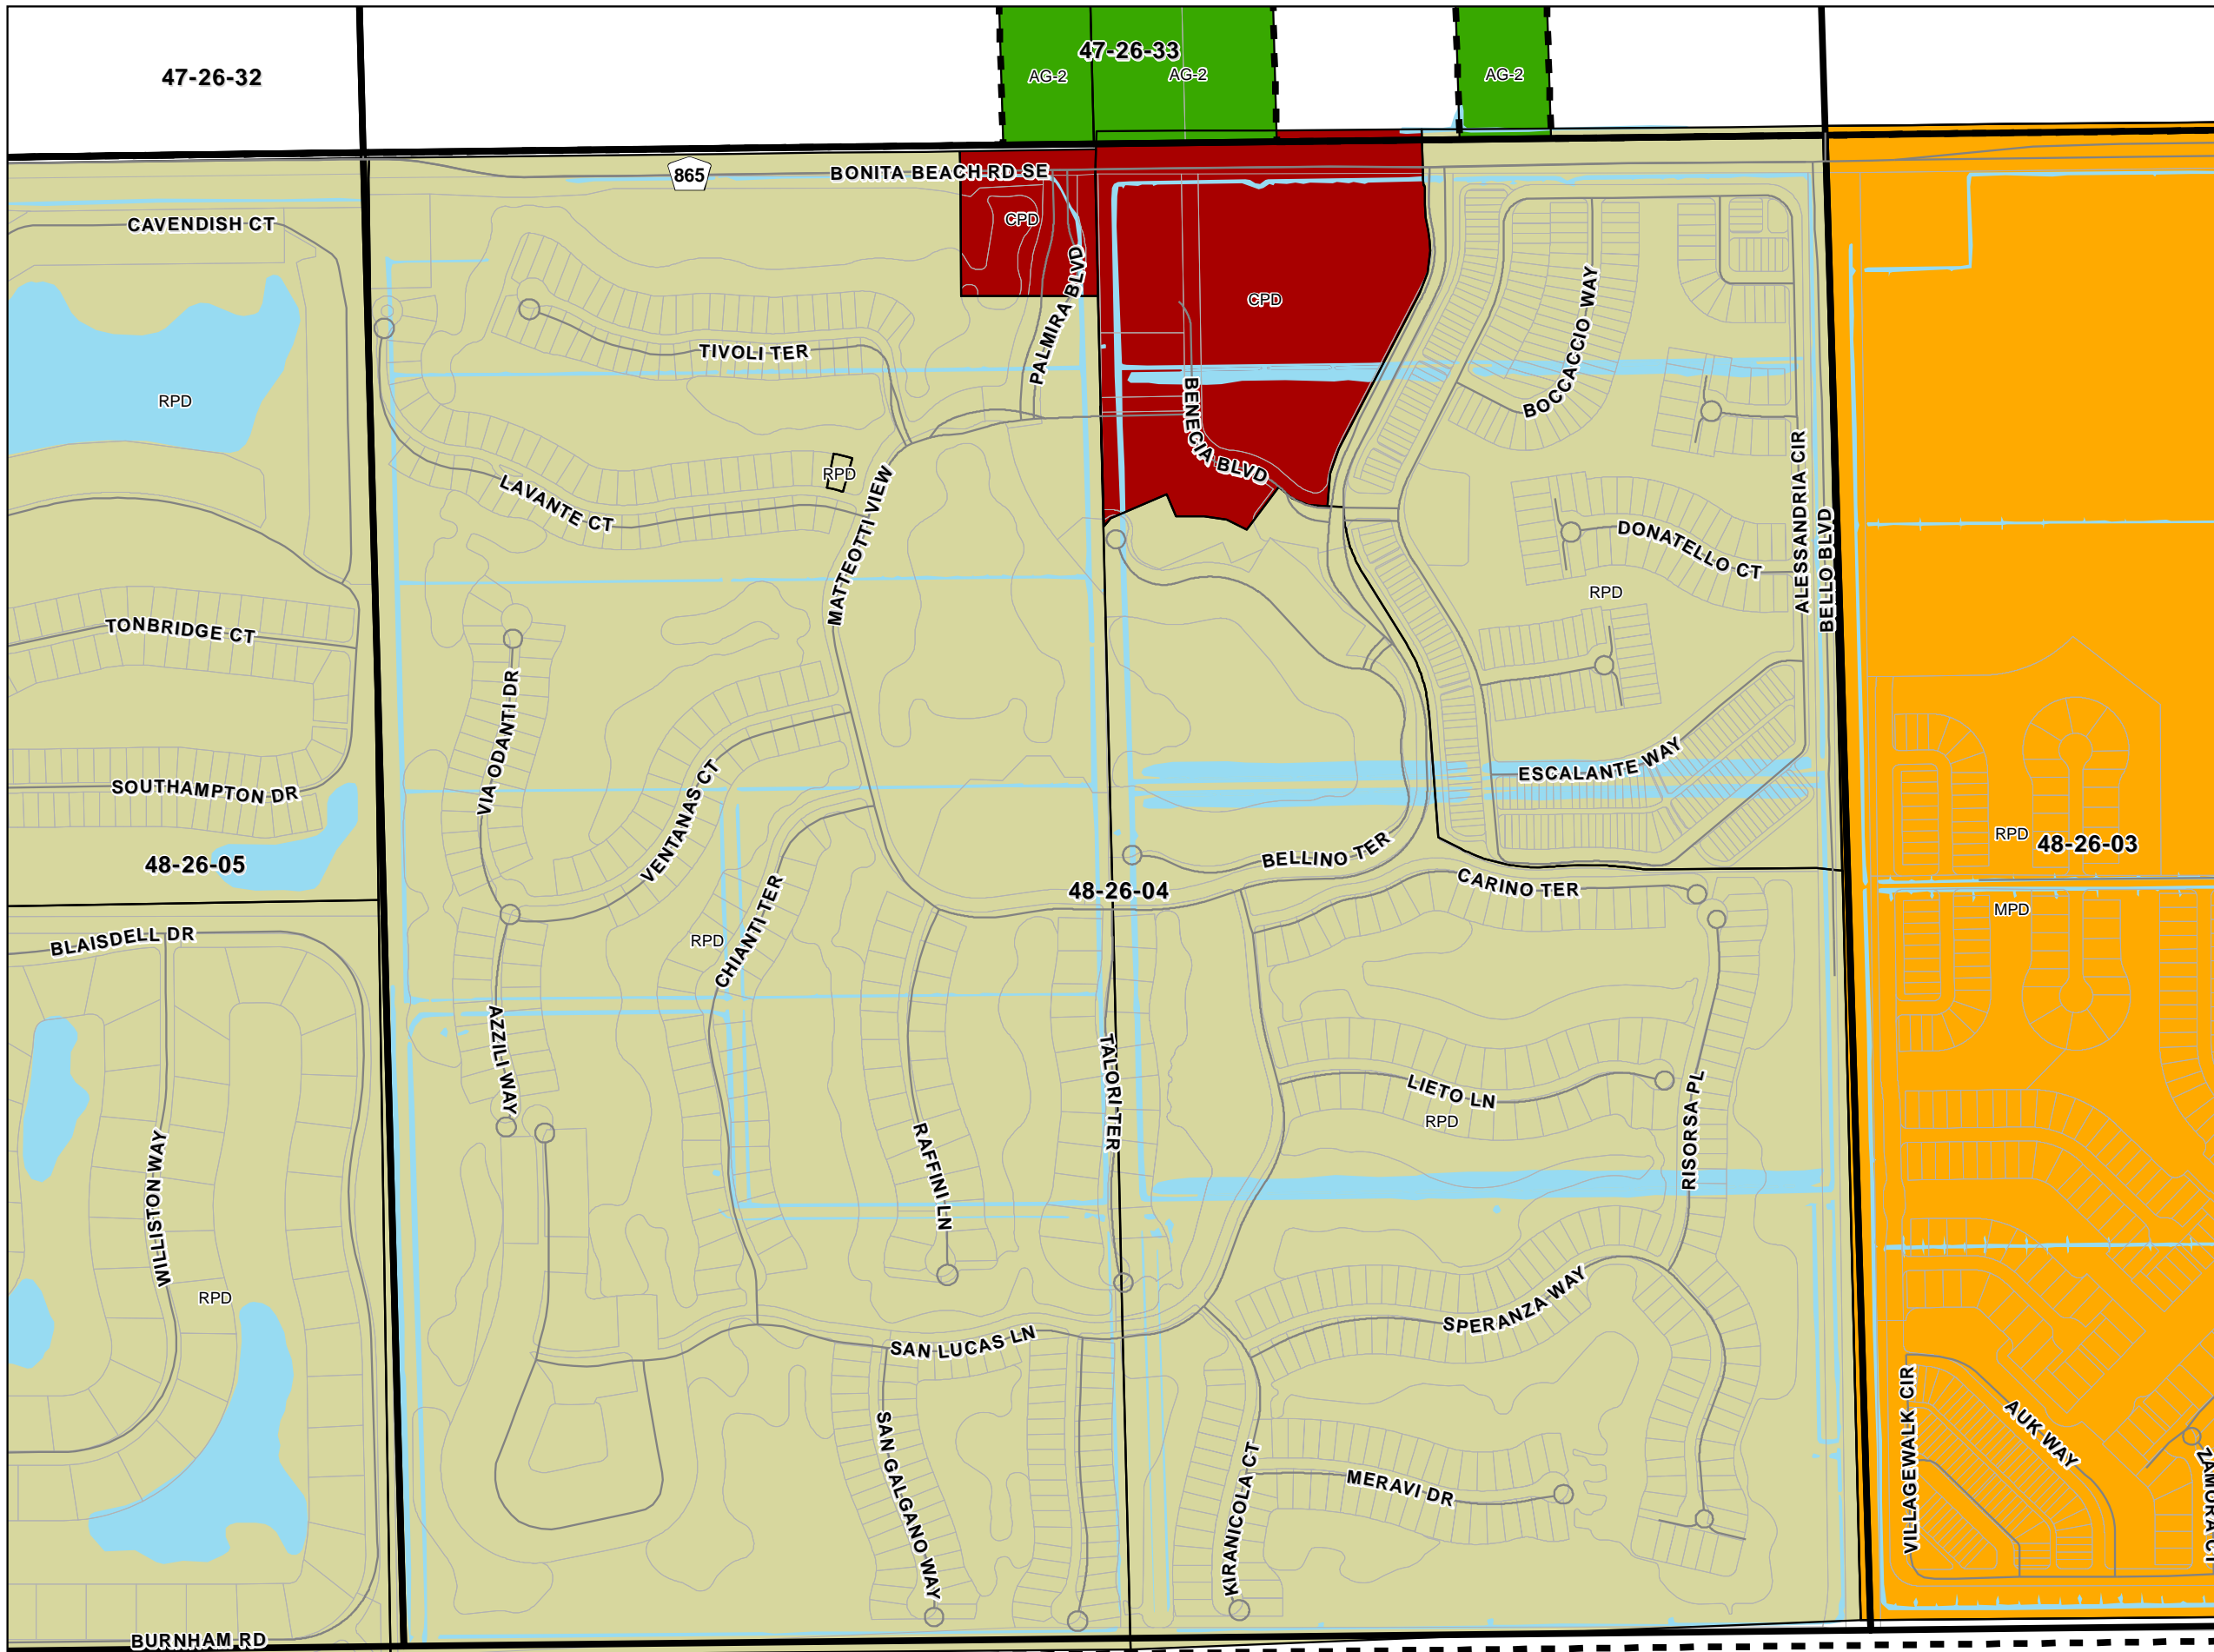 47-26-33
47-26-32
AG-2
AG-2
AG-2
865
BONITA BEACH RD SE
CAVENDISH CT
CPD
PALMIRA BLVD
CPD
BOCCACCIO WAY
TIVOLI TER
RPD
BENECIA BLVD
RPD
LAVANTE CT
MATTEOTTI VIEW
DONATELLO CT
ALESSANDRIA CIR
BELLO BLVD
RPD
TONBRIDGE CT
VIA ODANTI DR
VENTANAS CT
ESCALANTE WAY
SOUTHAMPTON DR
RPD
48-26-03
48-26-05
BELLINO TER
48-26-04
CARINO TER
MPD
BLAISDELL DR
RPD
CHIANTI TER
AZZILI WAY
TALORI TER
LIETO LN
RPD
RISORSA PL
WILLISTON WAY
RAFFINI LN
RPD
SPERANZA WAY
SAN LUCAS LN
VILLAGEWALK CIR
AUK WAY
ZAMORA CT
SAN GALGANO WAY
KIRANICOLA CT
MERAVI DR
BURNHAM RD